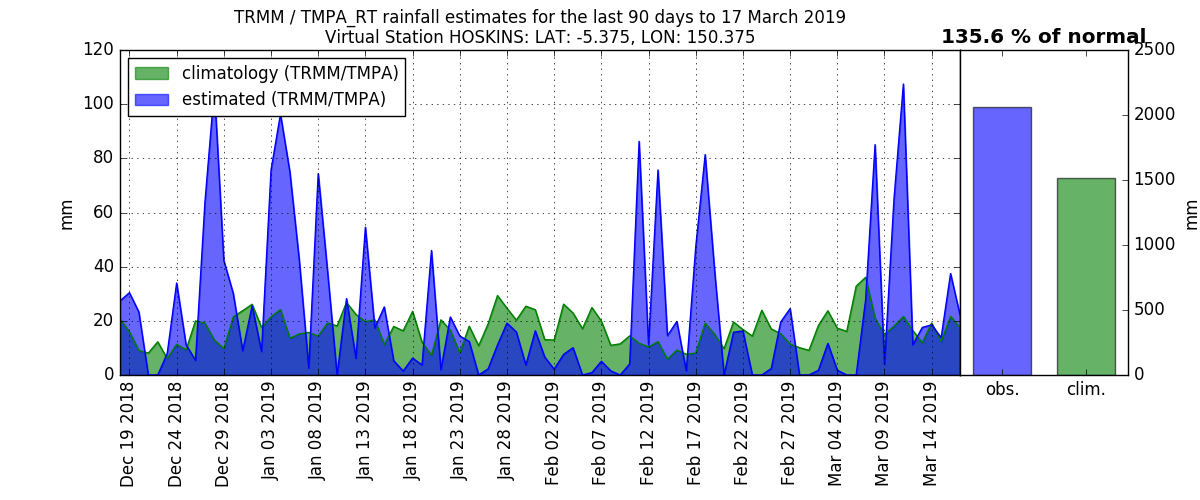 TRMM / TMPA_RT rainfall estimates for the last 90 days to 17 March 2019
Virtual Station HOSKINS: LAT: -5.375, LON: 150.375
135.6 % of normal
climatology (TRMM/TMPA)
estimated (TRMM/TMPA)
mm
120
100
80
60
40
20
0
Dec 19 2018
Dec 24 2018
Dec 29 2018
Jan 03 2019
Jan 08 2019
Jan 13 2019
Jan 18 2019
Jan 23 2019
Jan 28 2019
Feb 02 2019
Feb 07 2019
Feb 12 2019
Feb 17 2019
Feb 22 2019
Feb 27 2019
Mar 04 2019
Mar 09 2019
Mar 14 2019
obs.
clim.
2500
2000
1500
1000
500
0
mm